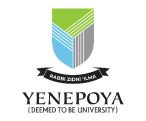 RABBI ZIDNI 'ILMA
YENEPOYA
(DEEMED TO BE UNIVERSITY)